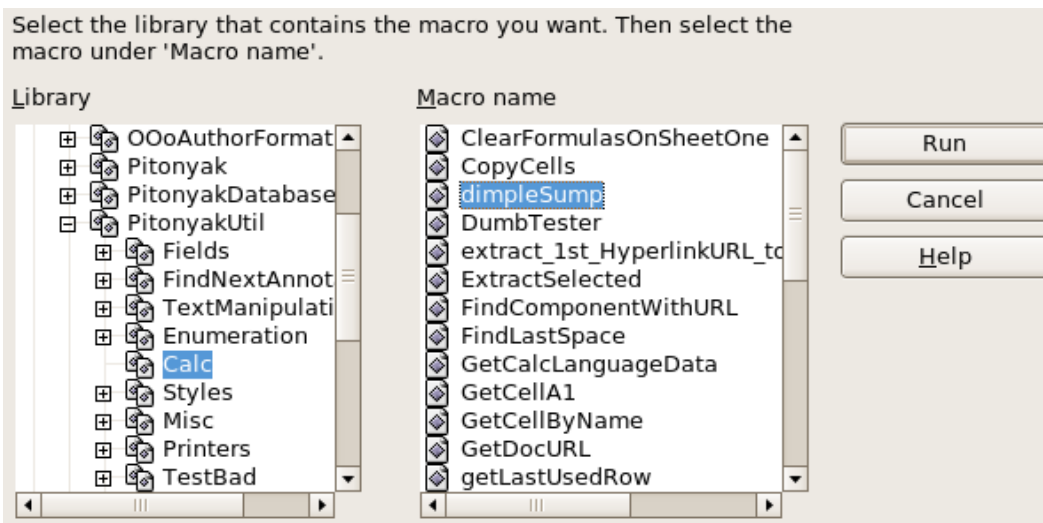 Select the library that contains the macro you want. Then select the
macro under 'Macro name'.
Library
OOoAuthorFormat
Pitonyak
PitonyakDatabase
PitonyakUtil
Fields
FindNextAnnot
TextManipulati
Enumeration
Calc
Styles
Misc
Printers
TestBad
Macro name
ClearFormulasOnSheetOne
CopyCells
dimpleSump
DumbTester
extract_1st_HyperlinkURL_to
ExtractSelected
FindComponentWithURL
FindLastSpace
GetCalcLanguageData
GetCellA1
GetCellByName
GetDocURL
getLastUsedRow
Run
Cancel
Help